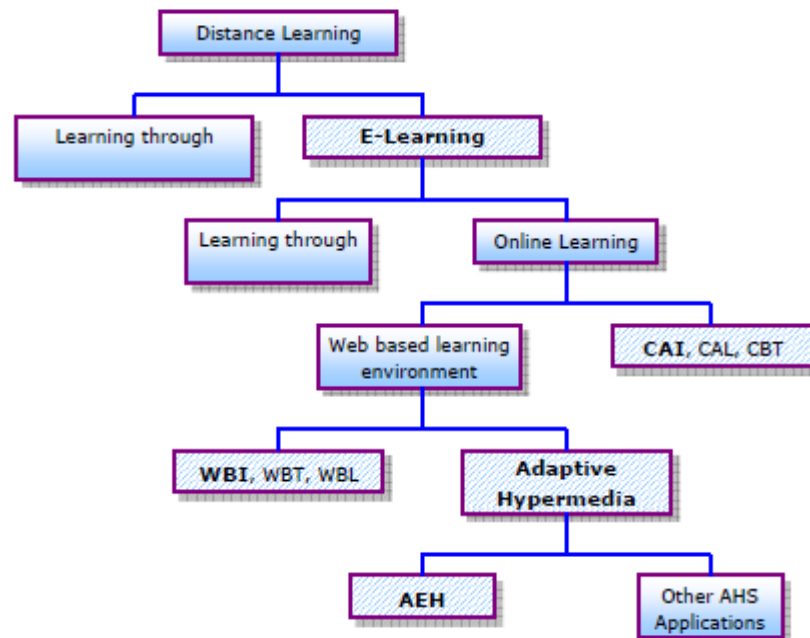 Distance Learning
Learning through
E-Learning
Learning through
Online Learning
Web based learning
environment
CAI, CAL, CBT
WBI, WBT, WBL
Adaptive
Hypermedia
AEH
Other AHS
Applications